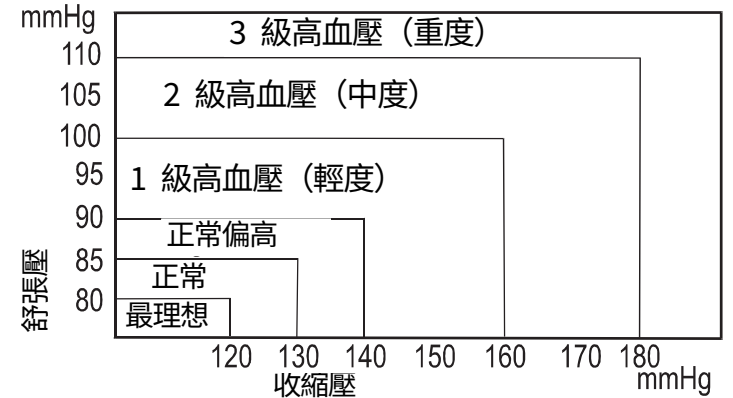 mmHg
3 級高血壓（重度）
110
2 級高血壓（中度）
105
100
1 級高血壓（輕度）
95
90
正常偏高
85
正常
80
最理想
舒張壓
120 130 140 150 160 170 180
收縮壓
mmHg